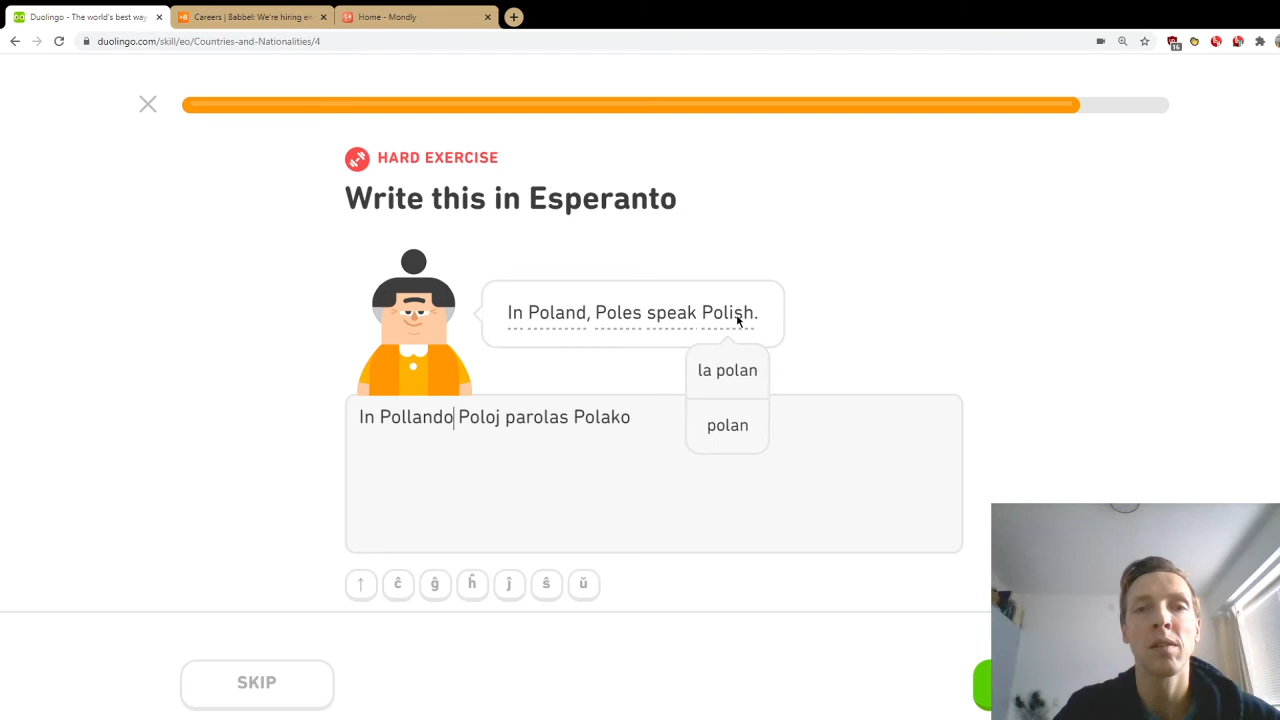 Duolingo - The world's best way
Careers | Babbel: We're hiring en
Home - Mondly
duolingo.com/skill/eo/Countries-and-Nationalities/4
16
HARD EXERCISE
Write this in Esperanto
In Poland, Poles speak Polish.
la polan
polan
In Pollando Poloj parolas Polako
↑ ĉ ĝ ĥ ĵ ŝ ŭ
SKIP